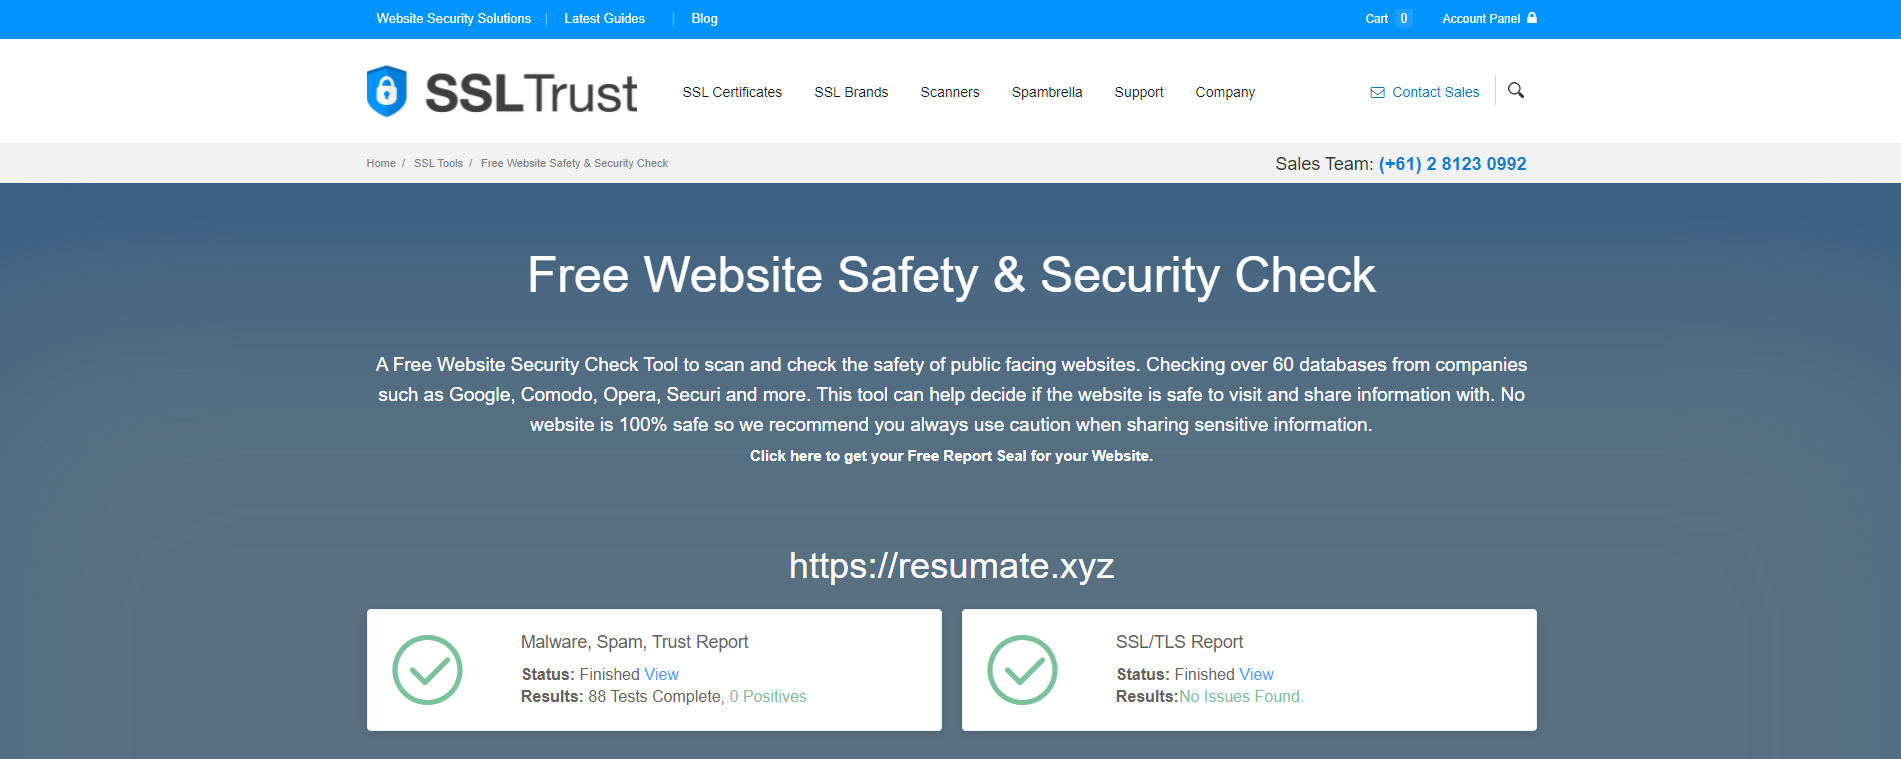 Website Security Solutions | Latest Guides | Blog
Cart 0 Account Panel
SSLTrust
SSL Certificates SSL Brands Scanners Spambrella Support Company
Contact Sales
Home / SSL Tools / Free Website Safety & Security Check
Sales Team: (+61) 2 8123 0992
Free Website Safety & Security Check
A Free Website Security Check Tool to scan and check the safety of public facing websites. Checking over 60 databases from companies
such as Google, Comodo, Opera, Securi and more. This tool can help decide if the website is safe to visit and share information with. No
website is 100% safe so we recommend you always use caution when sharing sensitive information.
Click here to get your Free Report Seal for your Website.
https://resumate.xyz
Malware, Spam, Trust Report
Status: Finished View
Results: 88 Tests Complete, 0 Positives
SSL/TLS Report
Status: Finished View
Results:No Issues Found.